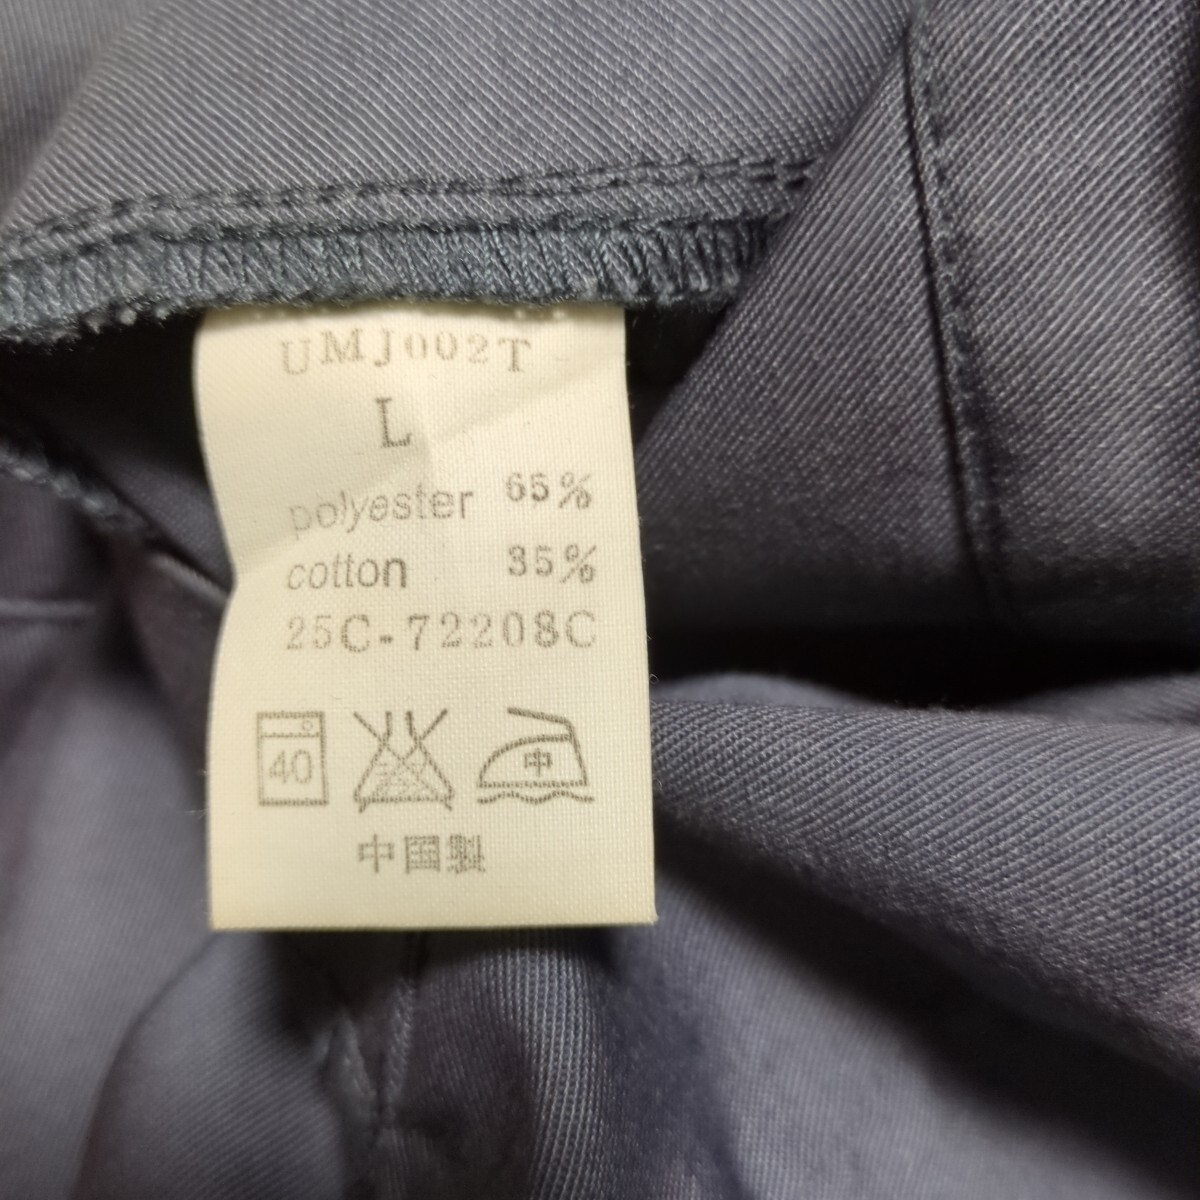 UMJ002T
L
polyester 65%
cotton 35%
25C-72208C
40 中
中国製